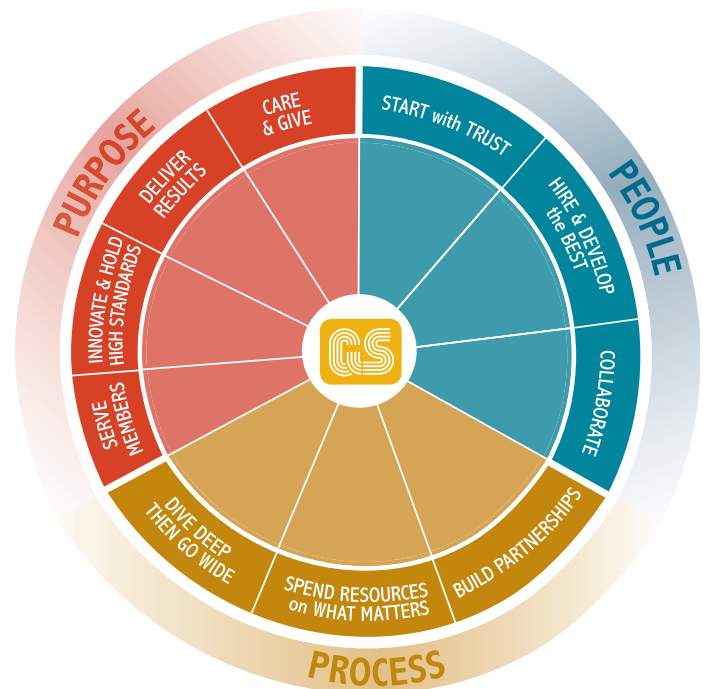 PURPOSE
CARE
& GIVE
DELIVER
RESULTS
INNOVATE & HOLD
HIGH STANDARDS
SERVE
MEMBERS
PEOPLE
START with TRUST
HIRE & DEVELOP
the BEST
COLLABORATE
PROCESS
BUILD PARTNERSHIPS
SPEND RESOURCES
on WHAT MATTERS
DIVE DEEP
THEN GO WIDE
GS